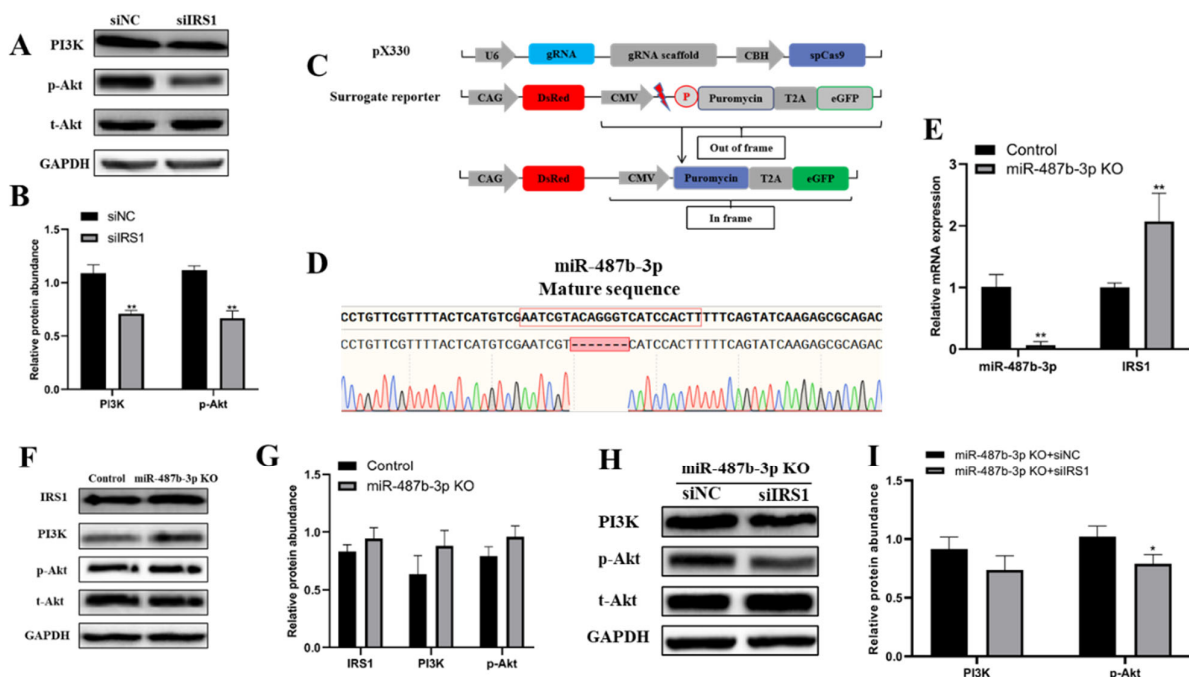 A
siNC siIRS1
PI3K
p-Akt
t-Akt
GAPDH
B
siNC
siIRS1
Relative protein abundance
1.5
1.0
0.5
0.0
** **
PI3K p-Akt
C
pX330
U6 gRNA gRNA scaffold CBH spCas9
Surrogate reporter
CAG DsRed CMV P Puromycin T2A eGFP
Out of frame
CAG DsRed CMV Puromycin T2A eGFP
In frame
D
miR-487b-3p
Mature sequence
CCTGTTCGTTTTACTCATGTCGAATCGTACAGGGTCATCCACTTTTTCAGTATCAAGAGCGCAGAC
CCTGTTCGTTTTACTCATGTCGAATCGT-------CATCCACTTTTTCAGTATCAAGAGCGCAGAC
E
Control
miR-487b-3p KO
Relative mRNA expression
3
2
1
0
** **
miR-487b-3p IRS1
F
Control miR-487b-3p KO
IRS1
PI3K
p-Akt
t-Akt
GAPDH
G
Control
miR-487b-3p KO
Relative protein abundance
1.5
1.0
0.5
0.0
IRS1 PI3K p-Akt
H
miR-487b-3p KO
siNC siIRS1
PI3K
p-Akt
t-Akt
GAPDH
I
miR-487b-3p KO+siNC
miR-487b-3p KO+siIRS1
Relative protein abundance
1.5
1.0
0.5
0.0
*
PI3K p-Akt